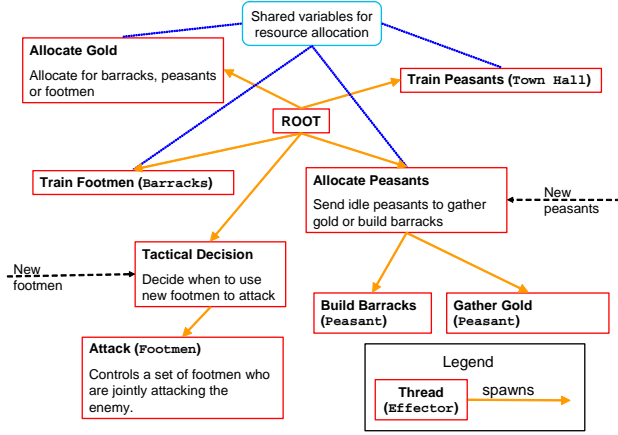 Shared variables for
resource allocation
Allocate Gold
Allocate for barracks, peasants
or footmen
Train Peasants (Town Hall)
ROOT
Train Footmen (Barracks)
Allocate Peasants
Send idle peasants to gather
gold or build barracks
New
peasants
Tactical Decision
Decide when to use
new footmen to attack
New
footmen
Build Barracks
(Peasant)
Gather Gold
(Peasant)
Attack (Footmen)
Controls a set of footmen who
are jointly attacking the
enemy.
Legend
Thread
(Effector)
spawns